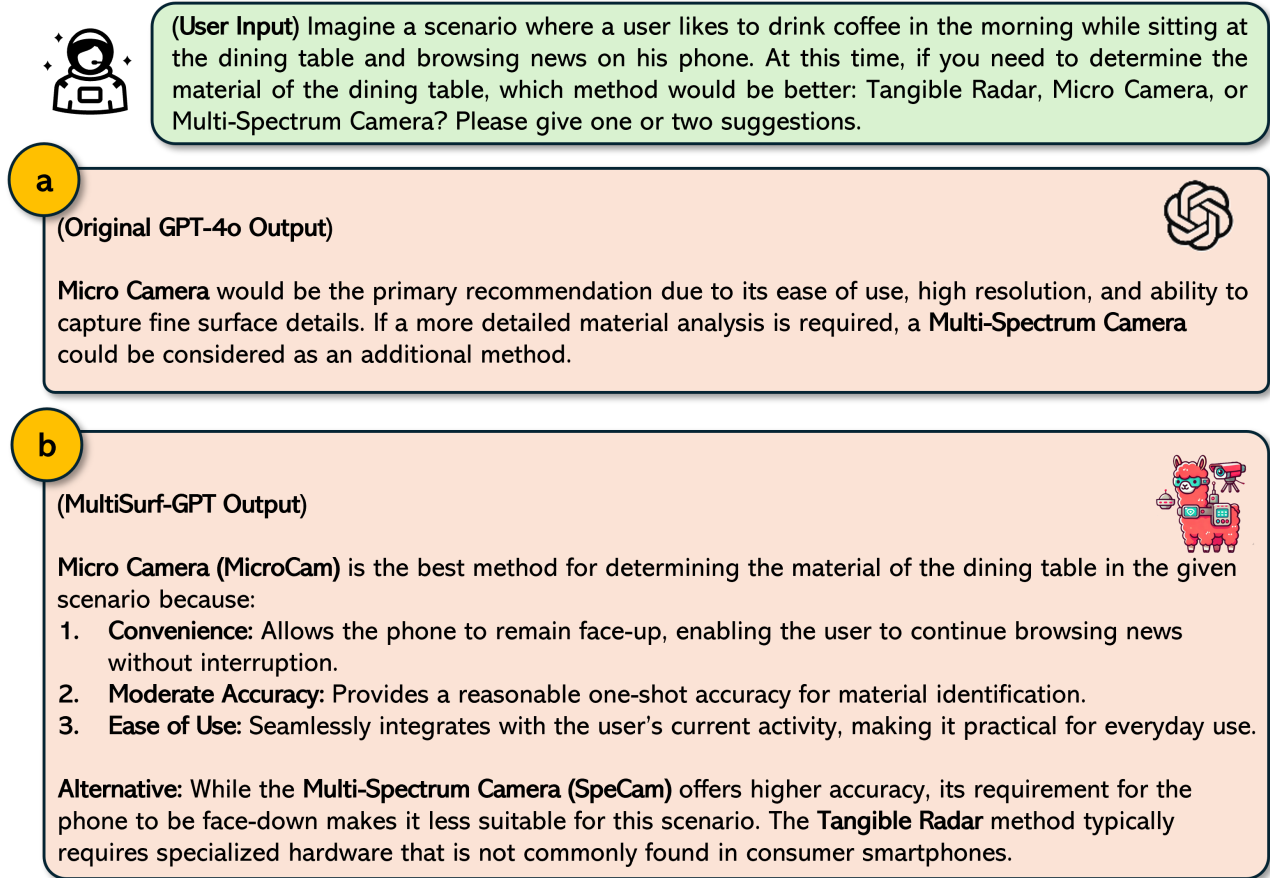 (User Input) Imagine a scenario where a user likes to drink coffee in the morning while sitting at
the dining table and browsing news on his phone. At this time, if you need to determine the
material of the dining table, which method would be better: Tangible Radar, Micro Camera, or
Multi-Spectrum Camera? Please give one or two suggestions.
a
(Original GPT-4o Output)
Micro Camera would be the primary recommendation due to its ease of use, high resolution, and ability to
capture fine surface details. If a more detailed material analysis is required, a Multi-Spectrum Camera
could be considered as an additional method.
b
(MultiSurf-GPT Output)
Micro Camera (MicroCam) is the best method for determining the material of the dining table in the given
scenario because:
1. Convenience: Allows the phone to remain face-up, enabling the user to continue browsing news
without interruption.
2. Moderate Accuracy: Provides a reasonable one-shot accuracy for material identification.
3. Ease of Use: Seamlessly integrates with the user's current activity, making it practical for everyday use.
Alternative: While the Multi-Spectrum Camera (SpeCam) offers higher accuracy, its requirement for the
phone to be face-down makes it less suitable for this scenario. The Tangible Radar method typically
requires specialized hardware that is not commonly found in consumer smartphones.